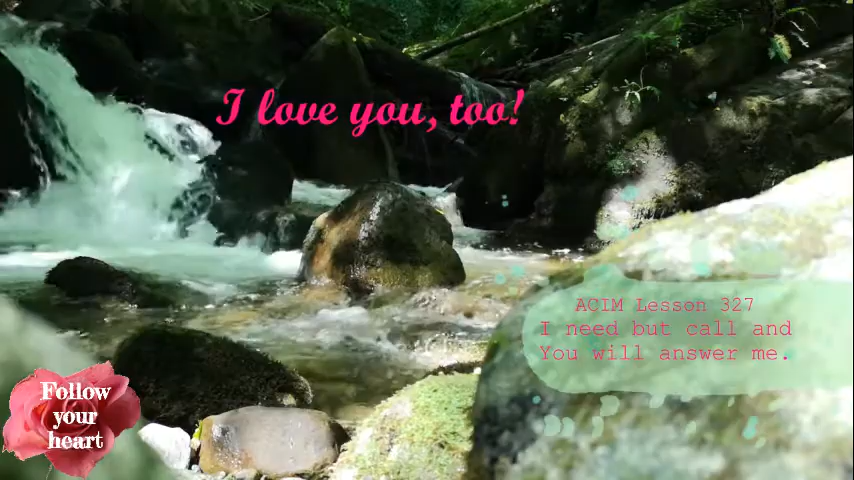 I love you, too!
ACIM Lesson 327
I need but call and
You will answer me.
Follow
your
heart